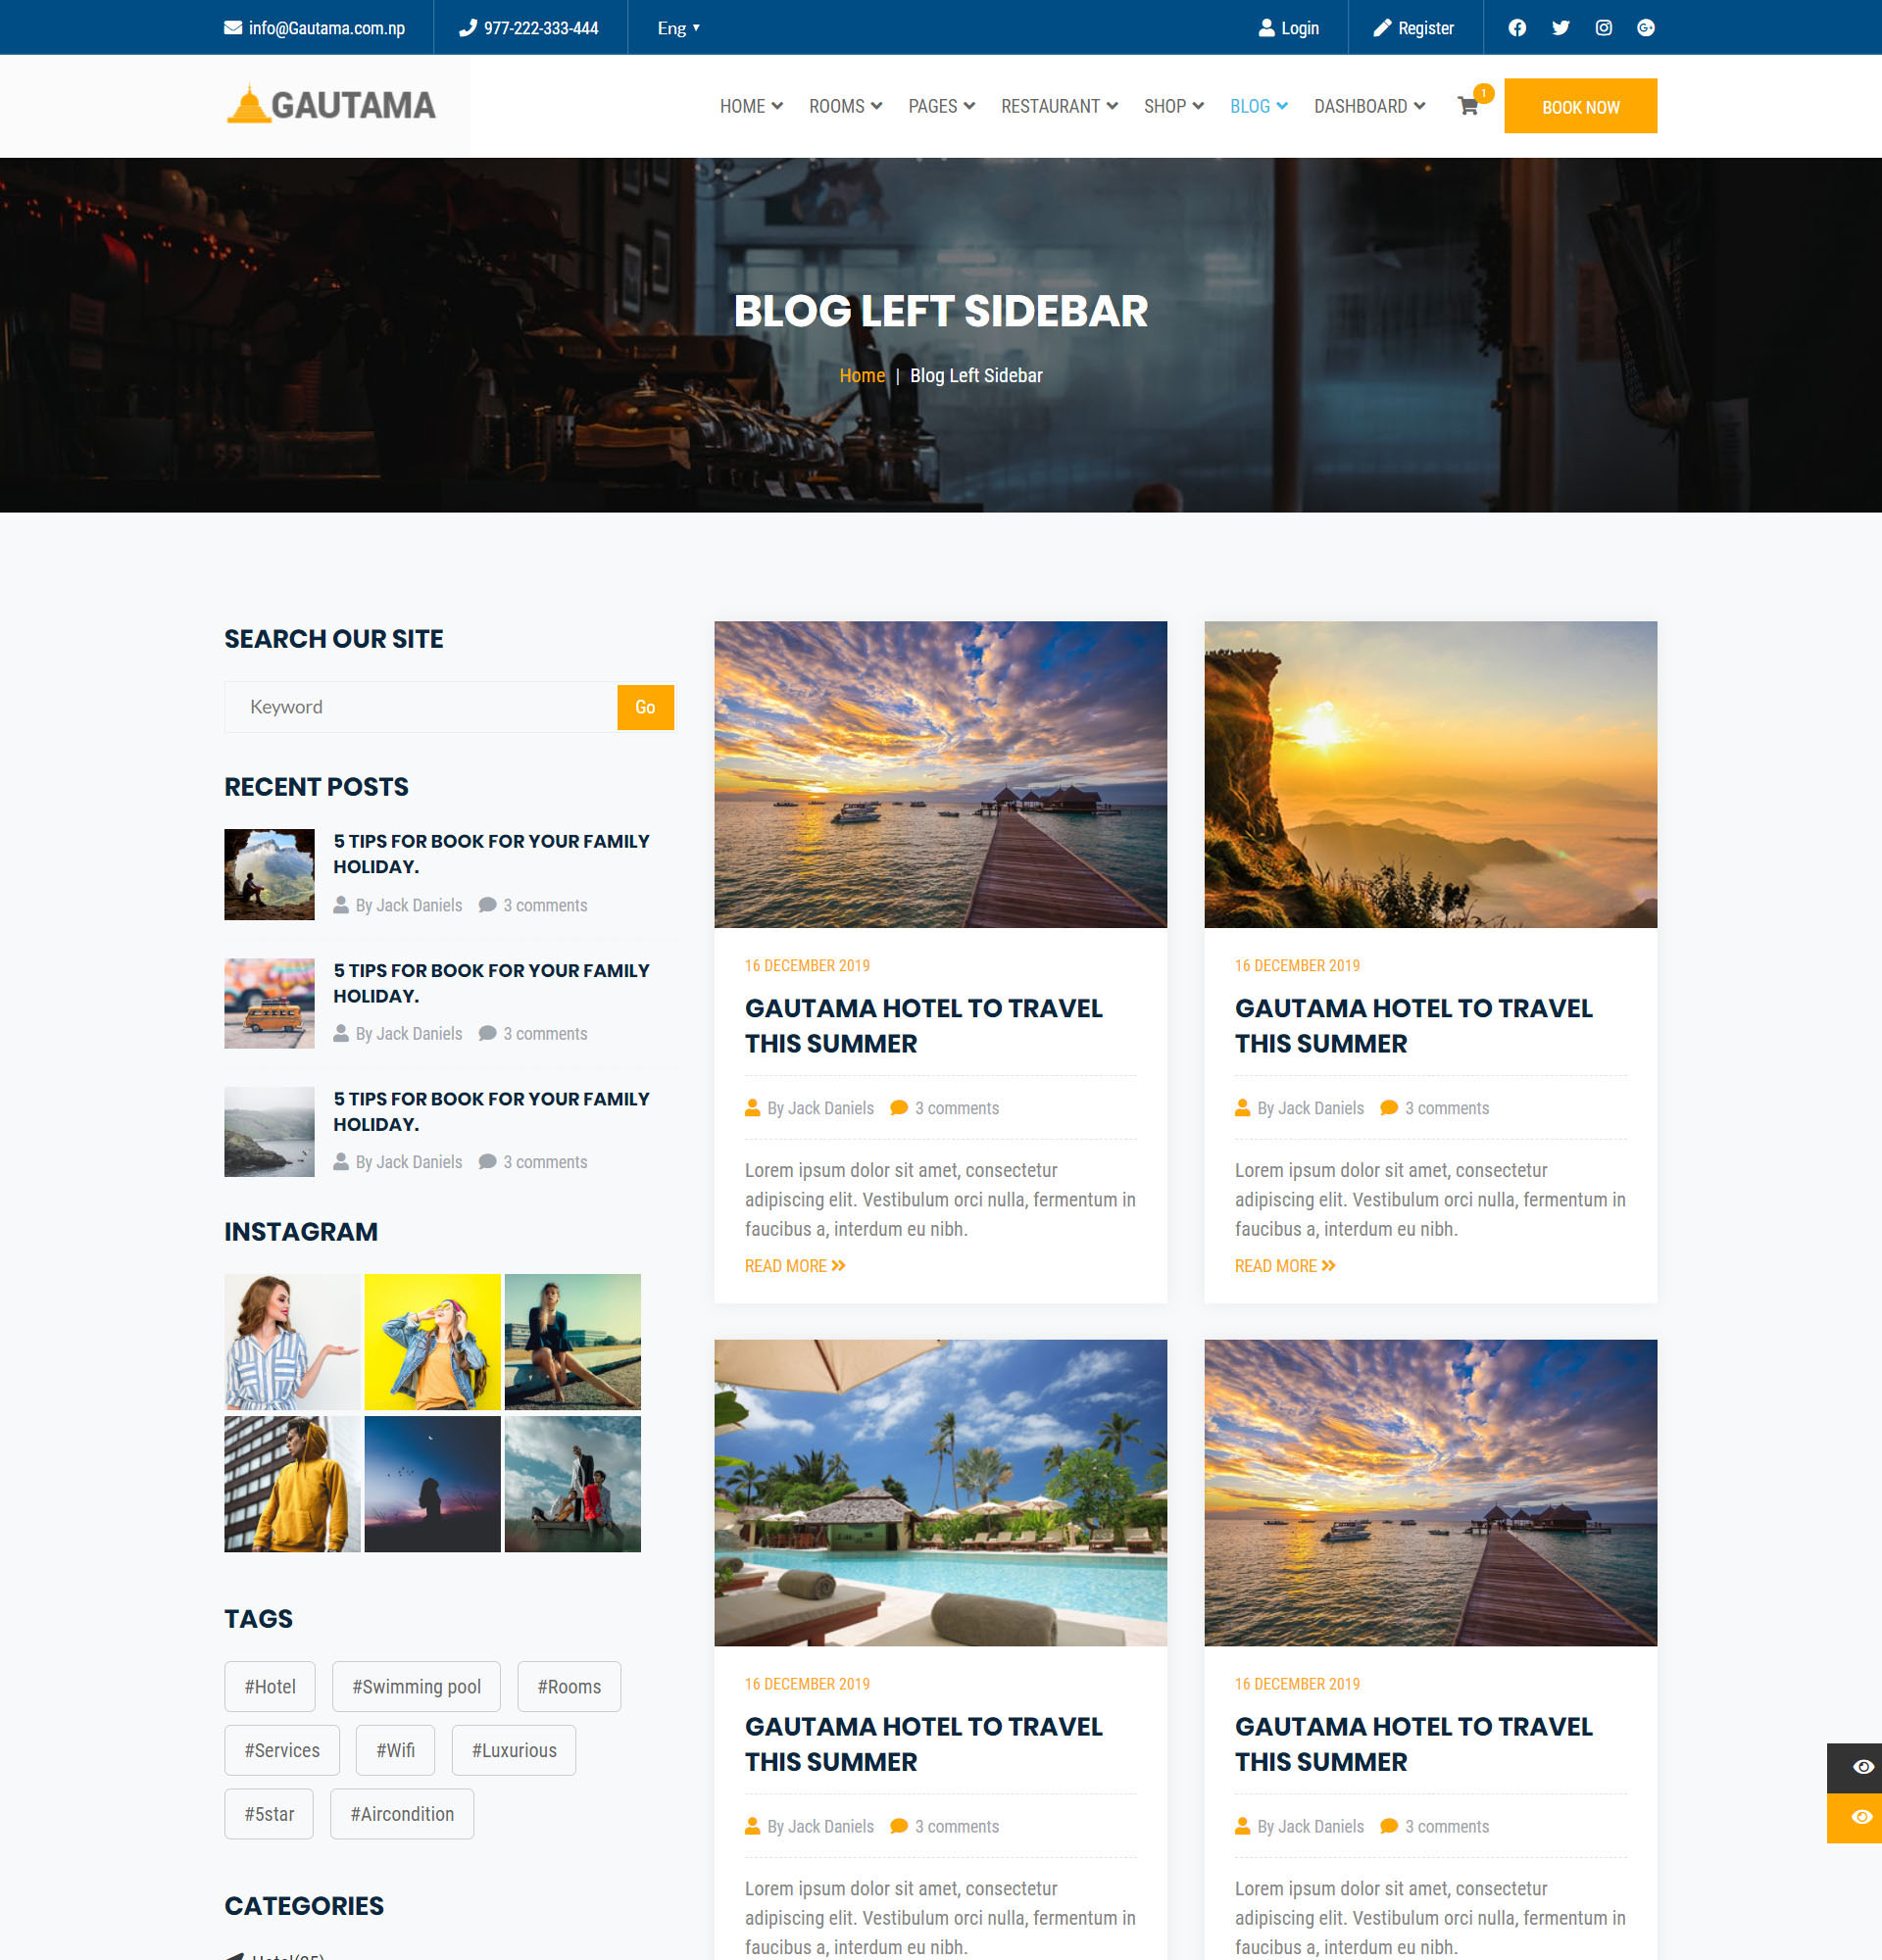 info@Gautama.com.np
977-222-333-444
Eng
Login
Register
GAUTAMA
HOME
ROOMS
PAGES
RESTAURANT
SHOP
BLOG
DASHBOARD
1
BOOK NOW
BLOG LEFT SIDEBAR
Home | Blog Left Sidebar
SEARCH OUR SITE
Keyword
Go
RECENT POSTS
5 TIPS FOR BOOK FOR YOUR FAMILY
HOLIDAY.
By Jack Daniels 3 comments
5 TIPS FOR BOOK FOR YOUR FAMILY
HOLIDAY.
By Jack Daniels 3 comments
5 TIPS FOR BOOK FOR YOUR FAMILY
HOLIDAY.
By Jack Daniels 3 comments
INSTAGRAM
TAGS
#Hotel
#Swimming pool
#Rooms
#Services
#Wifi
#Luxurious
#5star
#Aircondition
CATEGORIES
Hotel(25)
16 DECEMBER 2019
GAUTAMA HOTEL TO TRAVEL
THIS SUMMER
By Jack Daniels 3 comments
Lorem ipsum dolor sit amet, consectetur
adipiscing elit. Vestibulum orci nulla, fermentum in
faucibus a, interdum eu nibh.
READ MORE
16 DECEMBER 2019
GAUTAMA HOTEL TO TRAVEL
THIS SUMMER
By Jack Daniels 3 comments
Lorem ipsum dolor sit amet, consectetur
adipiscing elit. Vestibulum orci nulla, fermentum in
faucibus a, interdum eu nibh.
READ MORE
16 DECEMBER 2019
GAUTAMA HOTEL TO TRAVEL
THIS SUMMER
By Jack Daniels 3 comments
Lorem ipsum dolor sit amet, consectetur
adipiscing elit. Vestibulum orci nulla, fermentum in
faucibus a, interdum eu nibh.
16 DECEMBER 2019
GAUTAMA HOTEL TO TRAVEL
THIS SUMMER
By Jack Daniels 3 comments
Lorem ipsum dolor sit amet, consectetur
adipiscing elit. Vestibulum orci nulla, fermentum in
faucibus a, interdum eu nibh.